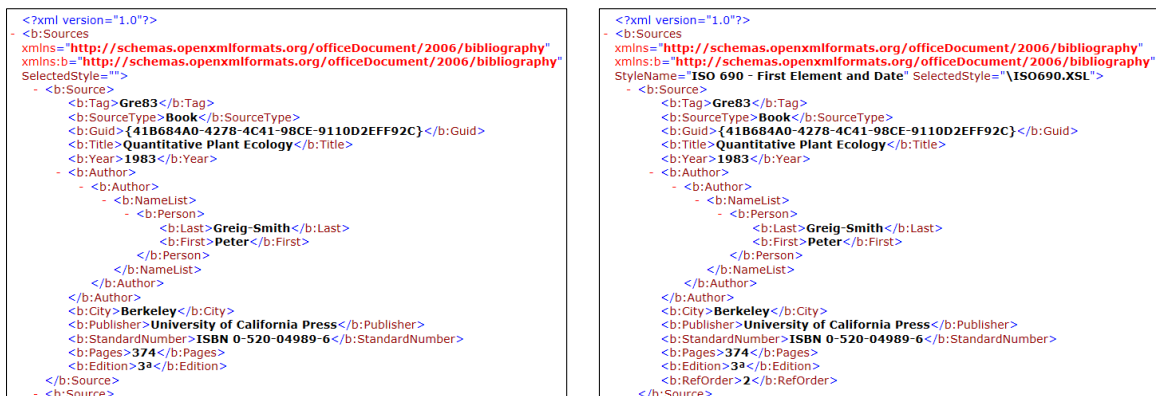 <?xml version="1.0"?>
- <b:Sources
xmlns="http://schemas.openxmlformats.org/officeDocument/2006/bibliography"
xmlns:b="http://schemas.openxmlformats.org/officeDocument/2006/bibliography"
SelectedStyle="">
- <b:Source>
<b:Tag>Gre83</b:Tag>
<b:SourceType>Book</b:SourceType>
<b:Guid>{41B684A0-4278-4C41-98CE-9110D2EFF92C}</b:Guid>
<b:Title>Quantitative Plant Ecology</b:Title>
<b:Year>1983</b:Year>
- <b:Author>
- <b:Author>
- <b:NameList>
- <b:Person>
<b:Last>Greig-Smith</b:Last>
<b:First>Peter</b:First>
</b:Person>
</b:NameList>
</b:Author>
</b:Author>
<b:City>Berkeley</b:City>
<b:Publisher>University of California Press</b:Publisher>
<b:StandardNumber>ISBN 0-520-04989-6</b:StandardNumber>
<b:Pages>374</b:Pages>
<b:Edition>3ª</b:Edition>
</b:Source>
- <b:Source>
<?xml version="1.0"?>
- <b:Sources
xmlns="http://schemas.openxmlformats.org/officeDocument/2006/bibliography"
xmlns:b="http://schemas.openxmlformats.org/officeDocument/2006/bibliography"
StyleName="ISO 690 - First Element and Date" SelectedStyle="\ISO690.XSL">
- <b:Source>
<b:Tag>Gre83</b:Tag>
<b:SourceType>Book</b:SourceType>
<b:Guid>{41B684A0-4278-4C41-98CE-9110D2EFF92C}</b:Guid>
<b:Title>Quantitative Plant Ecology</b:Title>
<b:Year>1983</b:Year>
- <b:Author>
- <b:Author>
- <b:NameList>
- <b:Person>
<b:Last>Greig-Smith</b:Last>
<b:First>Peter</b:First>
</b:Person>
</b:NameList>
</b:Author>
</b:Author>
<b:City>Berkeley</b:City>
<b:Publisher>University of California Press</b:Publisher>
<b:StandardNumber>ISBN 0-520-04989-6</b:StandardNumber>
<b:Pages>374</b:Pages>
<b:Edition>3ª</b:Edition>
<b:RefOrder>2</b:RefOrder>
</b:Source>